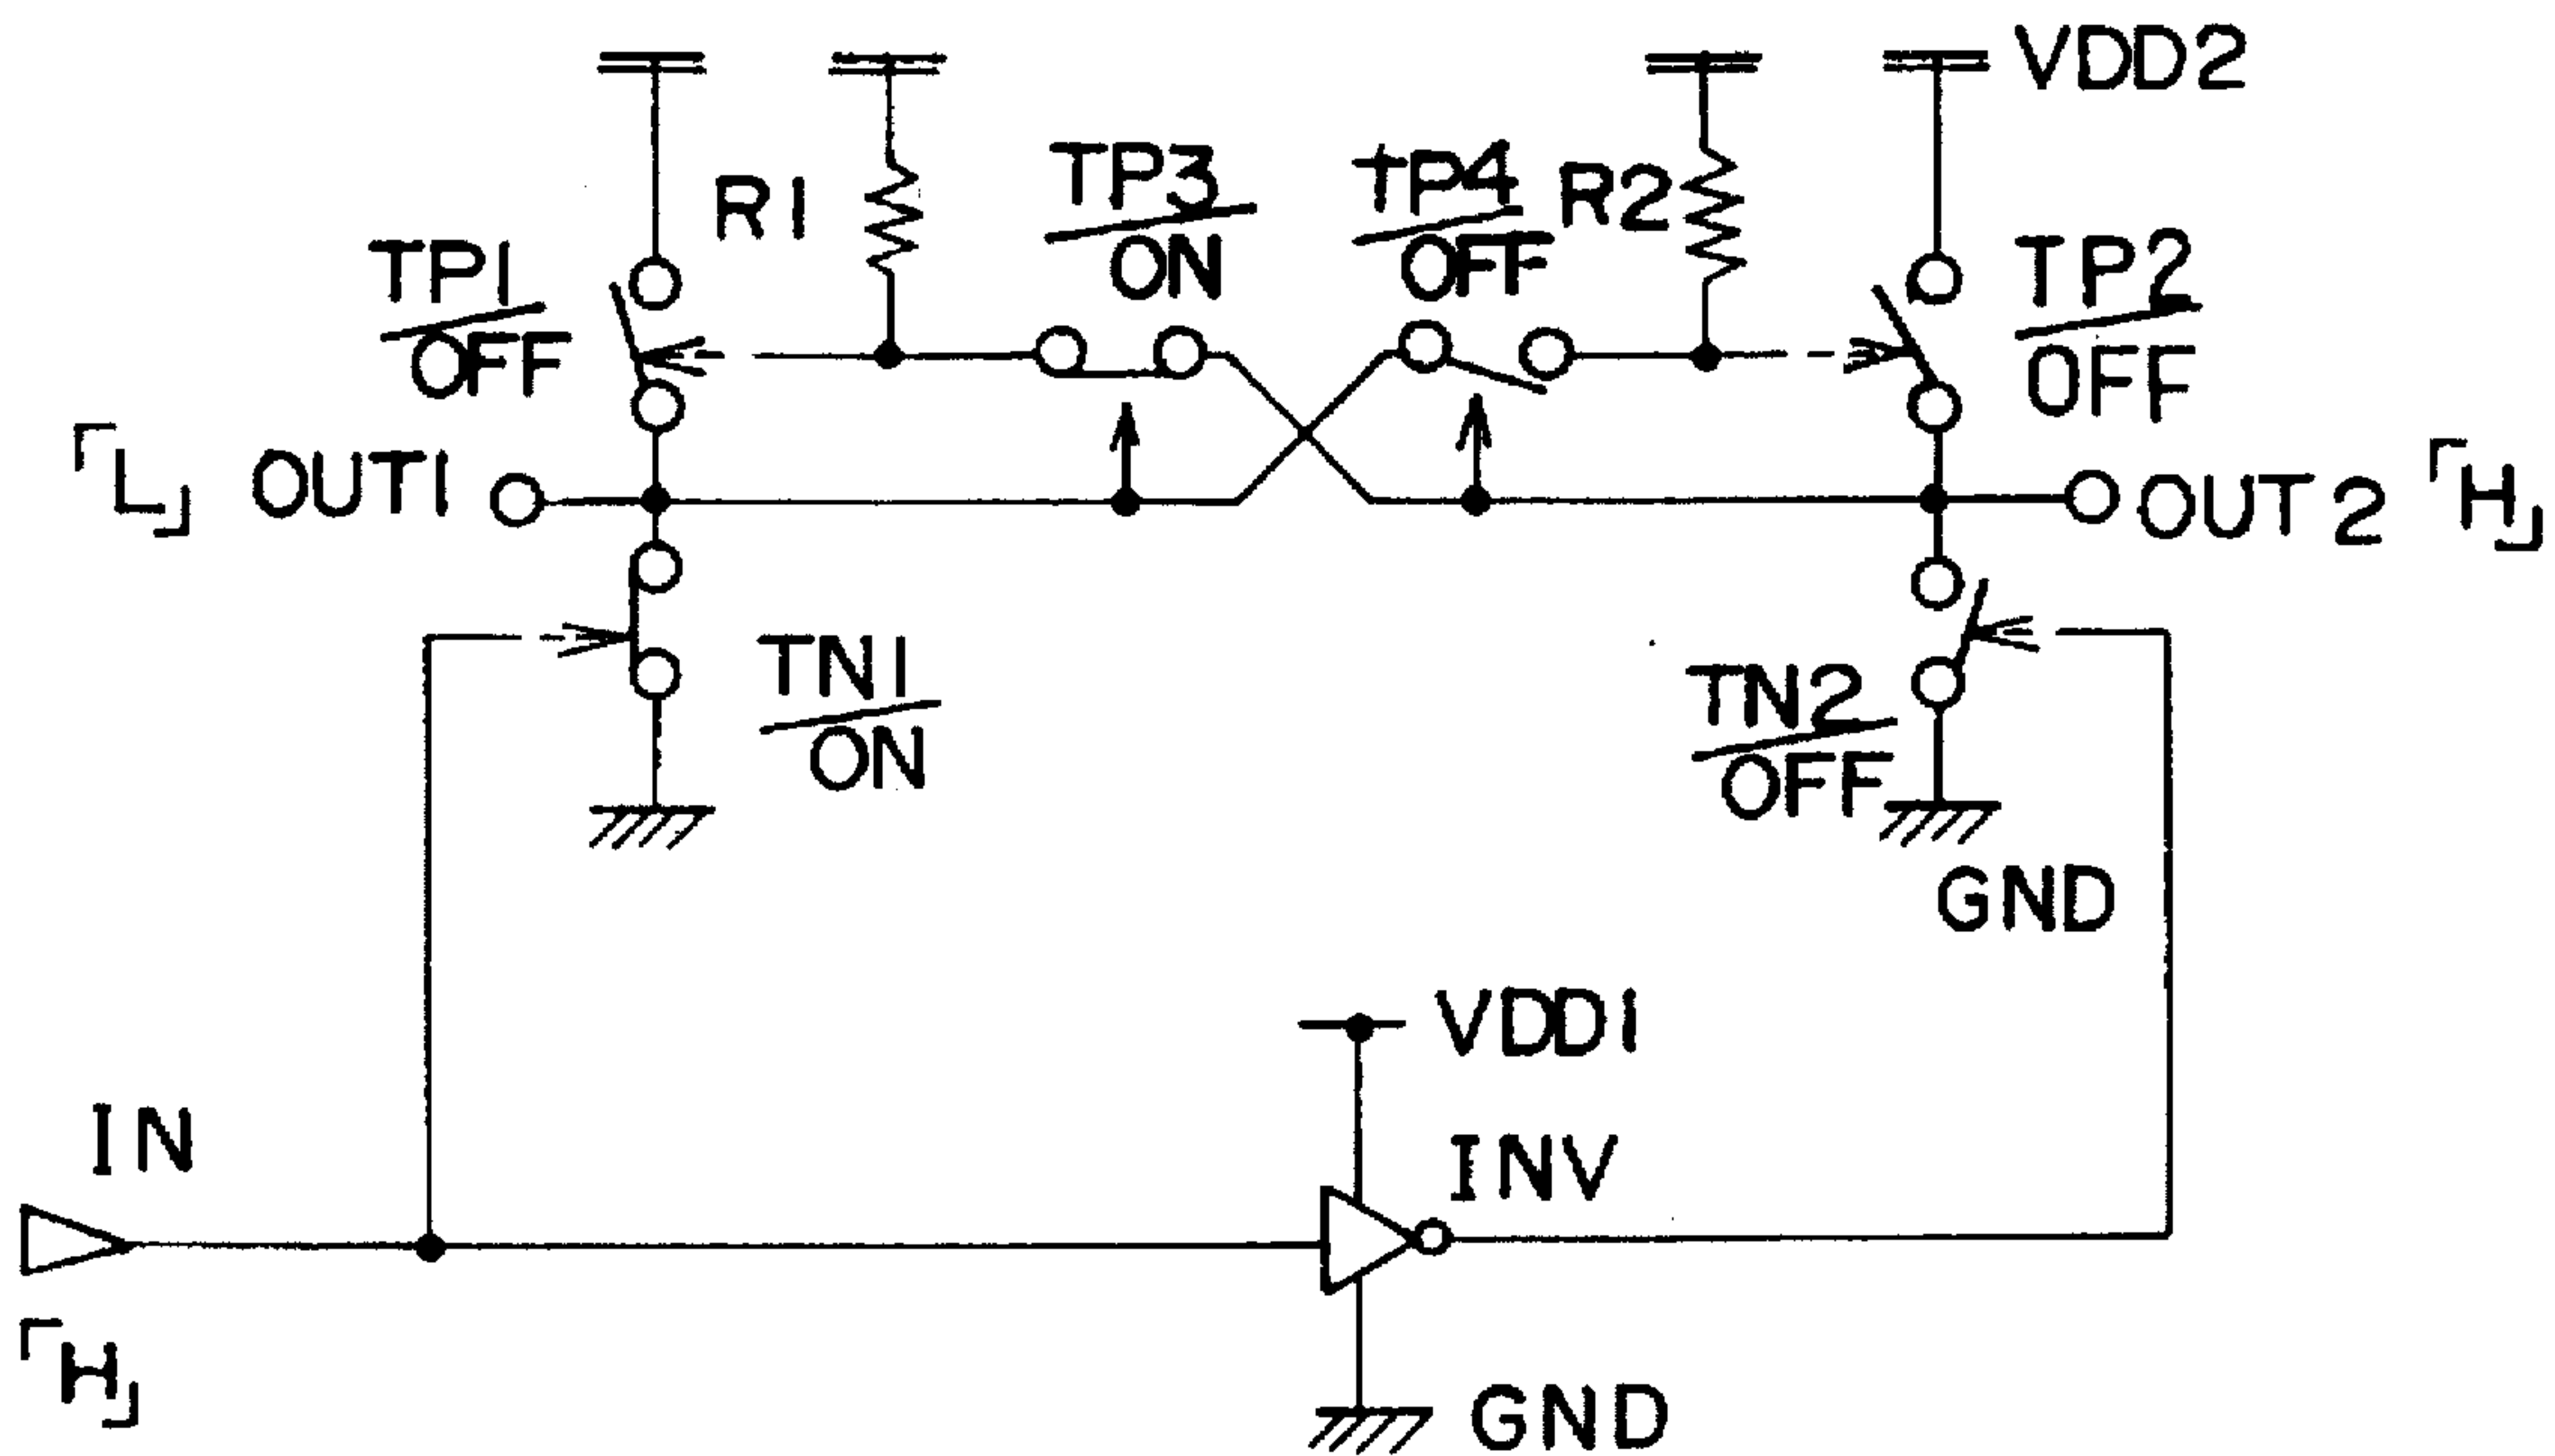 VDD2
R1
TP3
ON
TP4
OFF
R2
TP1
OFF
TP2
OFF
「L」 OUT1
OUT2 「H」
TN1
ON
TN2
OFF
GND
VDD1
IN
INV
「H」
GND